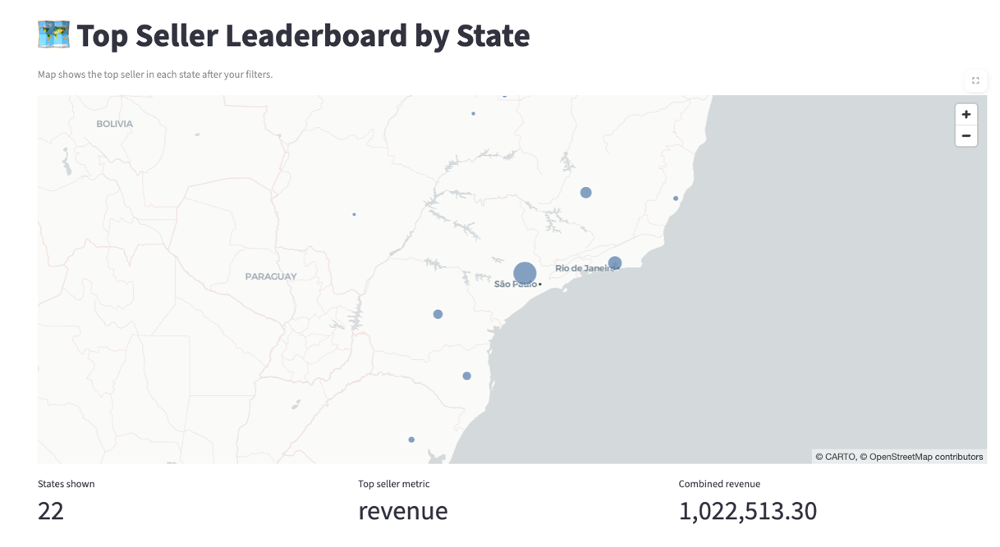 Top Seller Leaderboard by State
Map shows the top seller in each state after your filters.
BOLIVIA
PARAGUAY
Rio de Janeiro
São Paulo
+
−
© CARTO, © OpenStreetMap contributors
States shown
Top seller metric
Combined revenue
22
revenue
1,022,513.30